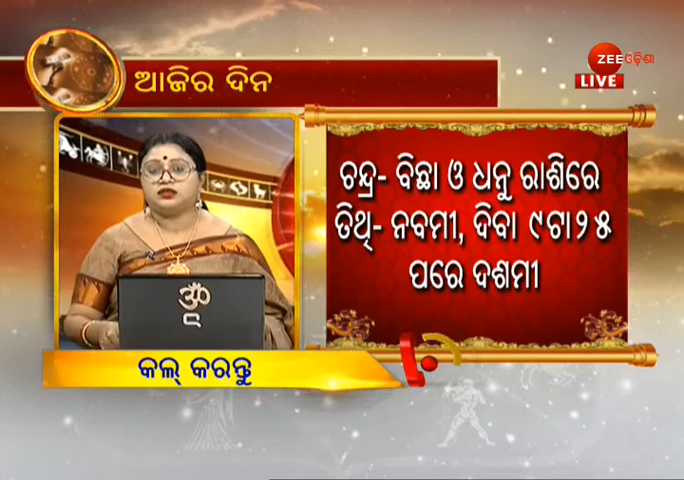 ZEE ଓଡ଼ିଶା
LIVE
ଆଜିର ଦିନ
ଚନ୍ଦ୍ର- ବିଛା ଓ ଧନୁ ରାଶିରେ
ତିଥି- ନବମୀ, ଦିବା ୯ଟା ୨୫
ପରେ ଦଶମୀ
ॐ
କଲ୍ କରନ୍ତୁ